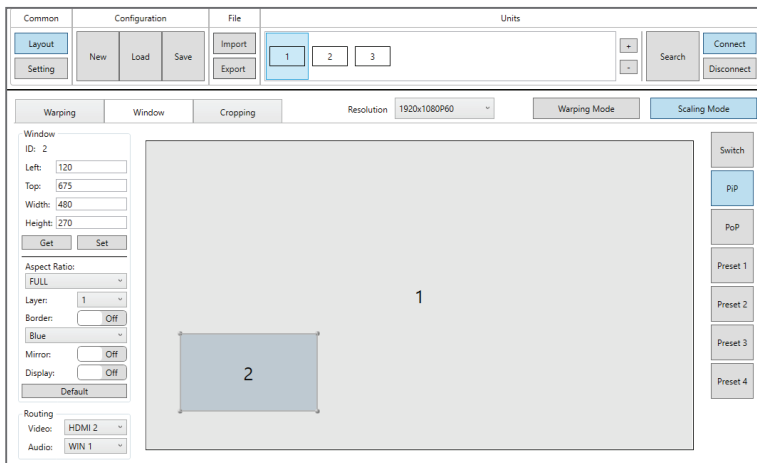 Common Configuration File Units
Layout New Load Save Import 1 2 3 + Search Connect
Setting Export - Disconnect
Warping Window Cropping Resolution 1920x1080P60 Warping Mode Scaling Mode
Window
ID: 2
Left: 120
Top: 675
Width: 480
Height: 270
Get Set
Aspect Ratio:
FULL
Layer: 1
Border: Off
Blue
Mirror: Off
Display: Off
Default
Routing
Video: HDMI 2
Audio: WIN 1
1
2
Switch
PiP
PoP
Preset 1
Preset 2
Preset 3
Preset 4